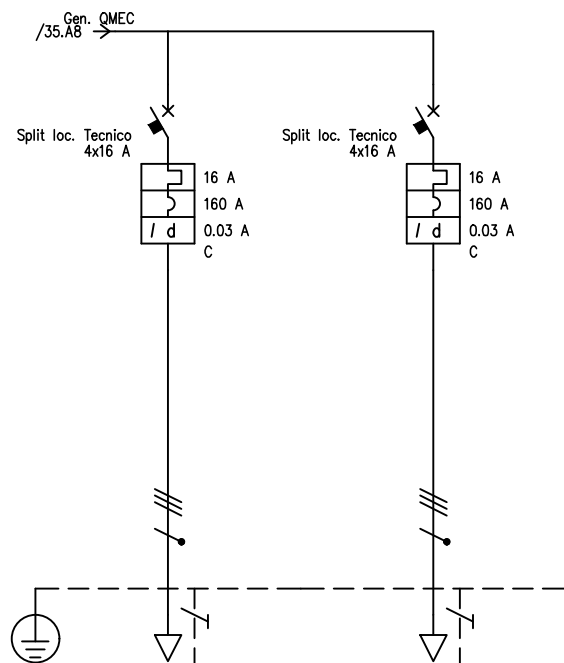 Gen. QMEC
/35.A8
Split loc. Tecnico
4x16 A
16 A
160 A
I d
0.03 A
C
Split loc. Tecnico
4x16 A
16 A
160 A
I d
0.03 A
C